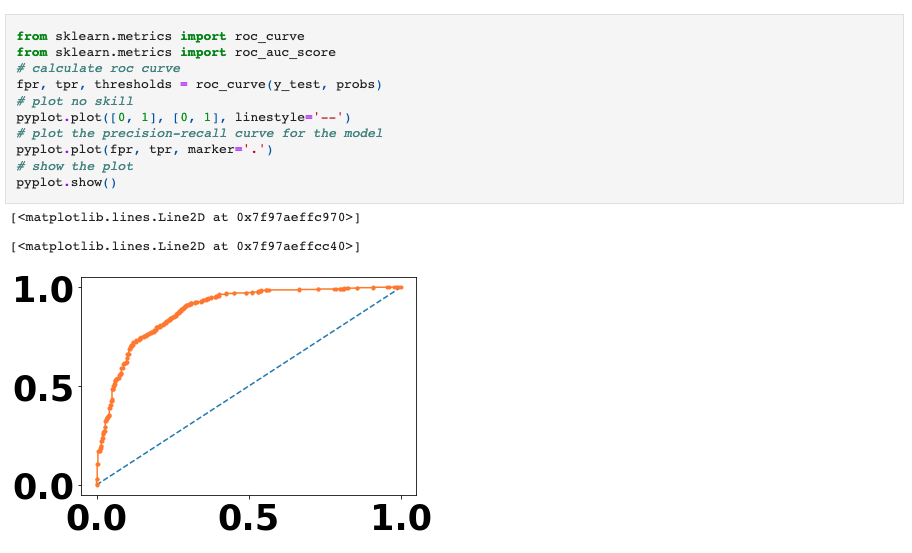 from sklearn.metrics import roc_curve
from sklearn.metrics import roc_auc_score
# calculate roc curve
fpr, tpr, thresholds = roc_curve(y_test, probs)
# plot no skill
pyplot.plot([0, 1], [0, 1], linestyle='--')
# plot the precision-recall curve for the model
pyplot.plot(fpr, tpr, marker='.')
# show the plot
pyplot.show()
[<matplotlib.lines.Line2D at 0x7f97aeffc970>]
[<matplotlib.lines.Line2D at 0x7f97aeffcc40>]
1.0
0.5
0.0
0.0 0.5 1.0